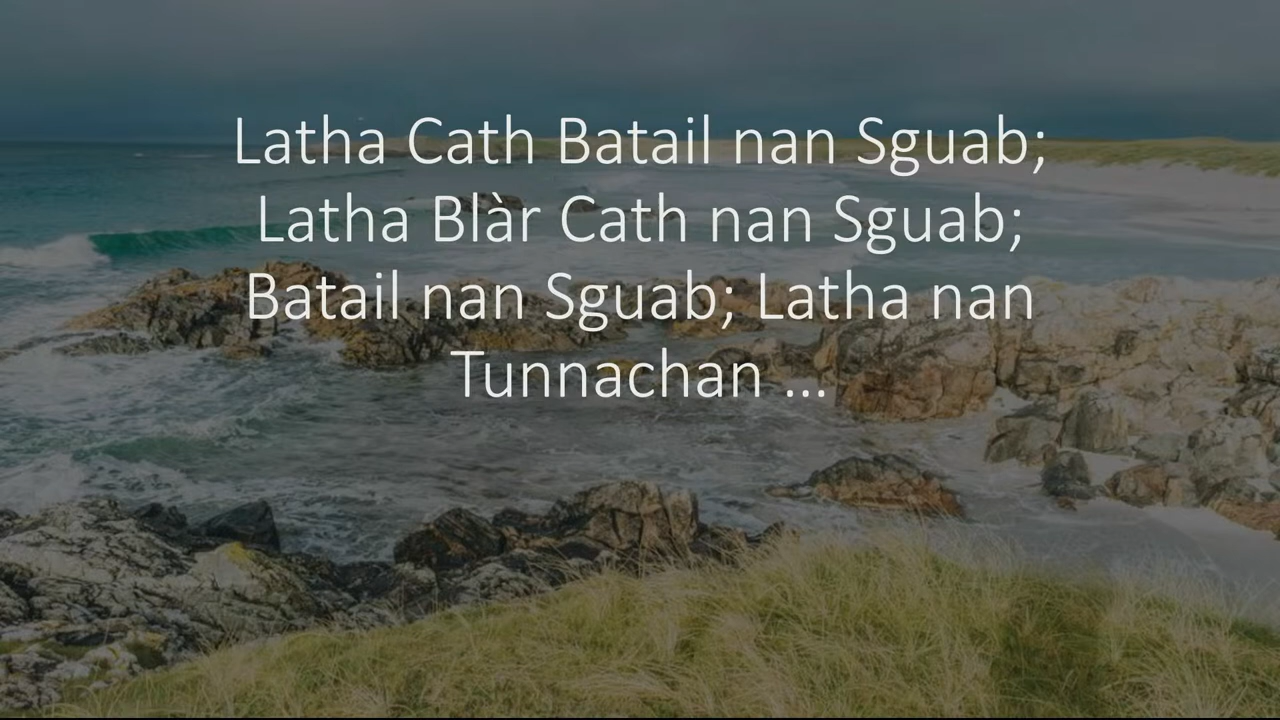 Latha Cath Batail nan Sguab;
Latha Blàr Cath nan Sguab;
Batail nan Sguab; Latha nan
Tunnachan ...